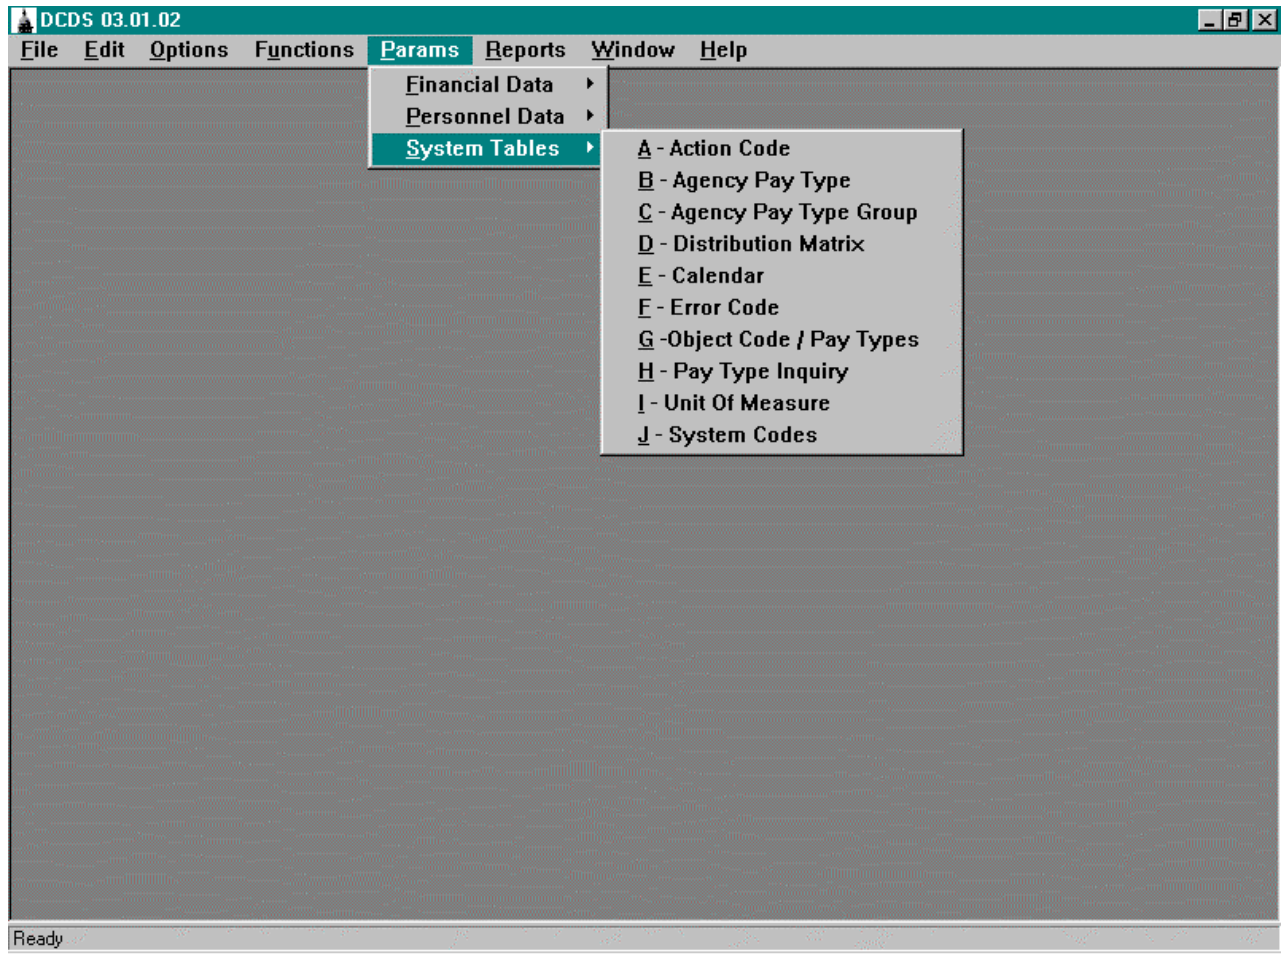 DCDS 03.01.02
File Edit Options Functions Params Reports Window Help
Financial Data
Personnel Data
System Tables
A - Action Code
B - Agency Pay Type
C - Agency Pay Type Group
D - Distribution Matrix
E - Calendar
F - Error Code
G -Object Code / Pay Types
H - Pay Type Inquiry
I - Unit Of Measure
J - System Codes
Ready